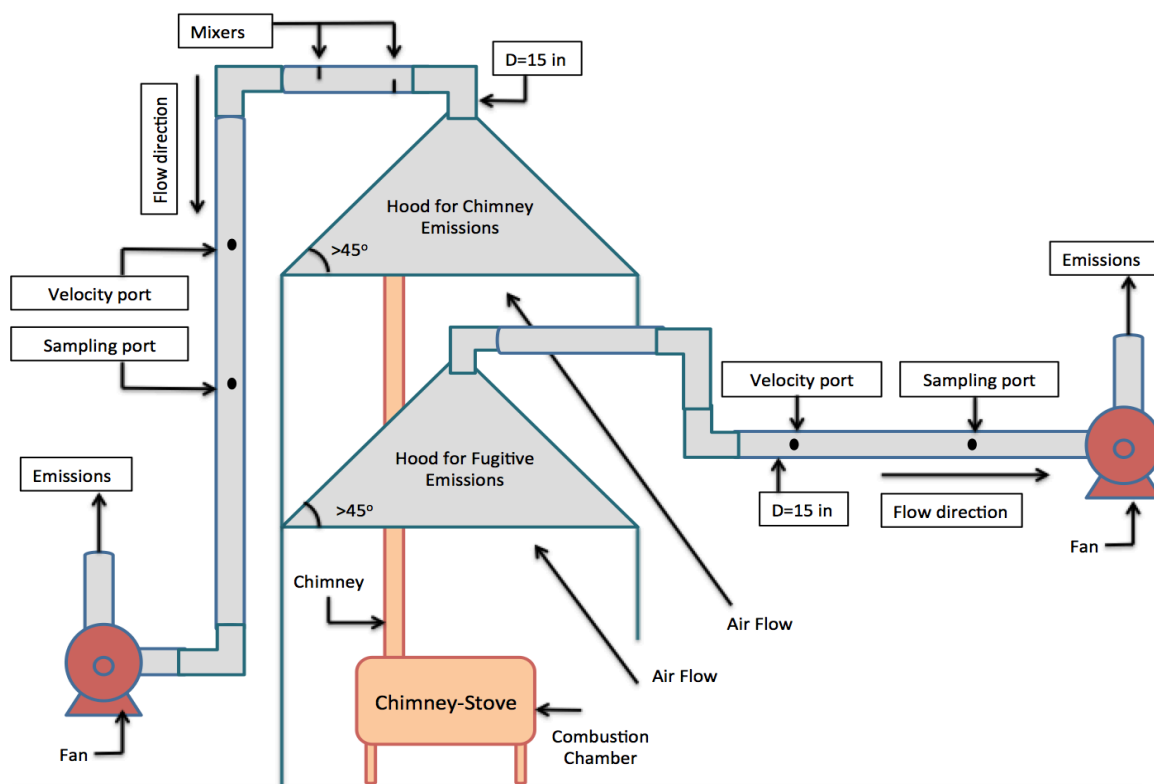 Mixers
D=15 in
Flow direction
Hood for Chimney
Emissions
>45°
Velocity port
Sampling port
Emissions
Velocity port
Sampling port
Hood for Fugitive
Emissions
>45°
D=15 in
Flow direction
Emissions
Fan
Chimney
Air Flow
Air Flow
Chimney-Stove
Combustion
Chamber
Fan